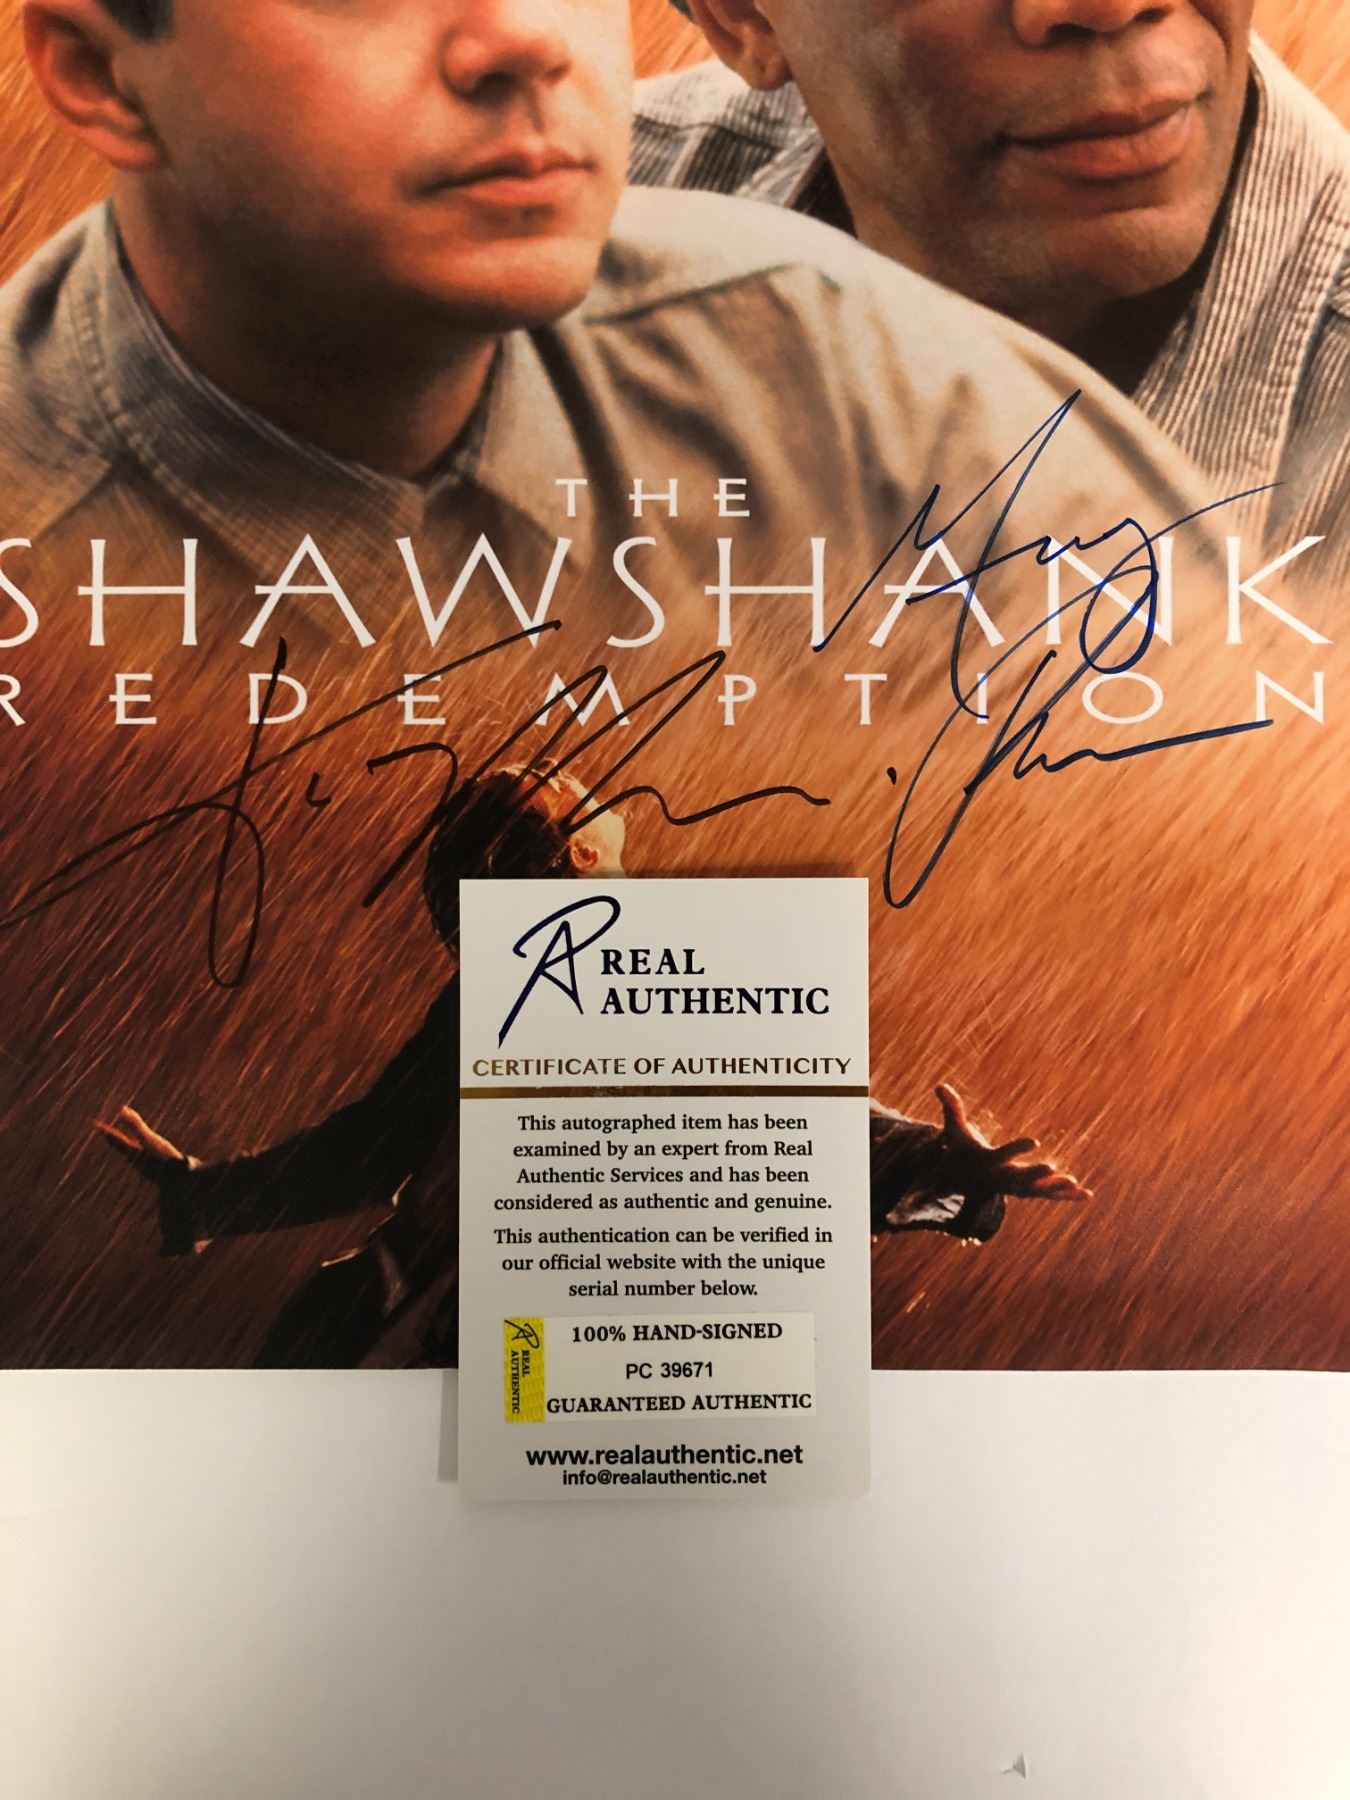 THE
SHAWSHANK
REDEMPTION
REAL
AUTHENTIC
CERTIFICATE OF AUTHENTICITY
This autographed item has been
examined by an expert from Real
Authentic Services and has been
considered as authentic and genuine.
This authentication can be verified in
our official website with the unique
serial number below.
REAL
AUTHENTIC
100% HAND-SIGNED
PC 39671
GUARANTEED AUTHENTIC
www.realauthentic.net
info@realauthentic.net